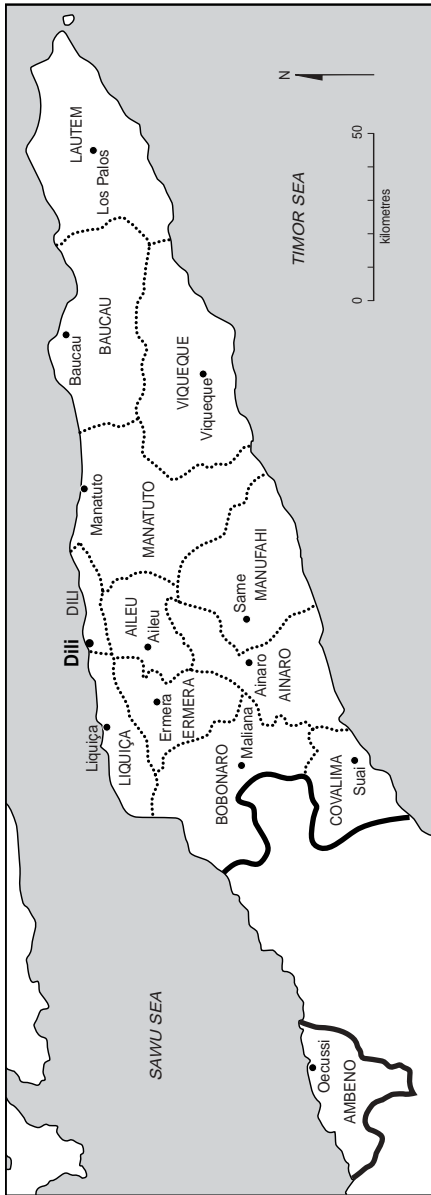 SAWU SEA
TIMOR SEA
N
0
50
kilometres
LAUTEM
Los Palos
Baucau
BAUCAU
VIQUEQUE
Viqueque
Manatuto
MANATUTO
DILI
Dili
AILEU
Aileu
Same
MANUFAHI
Liquiça
LIQUIÇA
Ermera
ERMERA
Ainaro
AINARO
BOBONARO
Maliana
COVALIMA
Suai
Oecussi
AMBENO